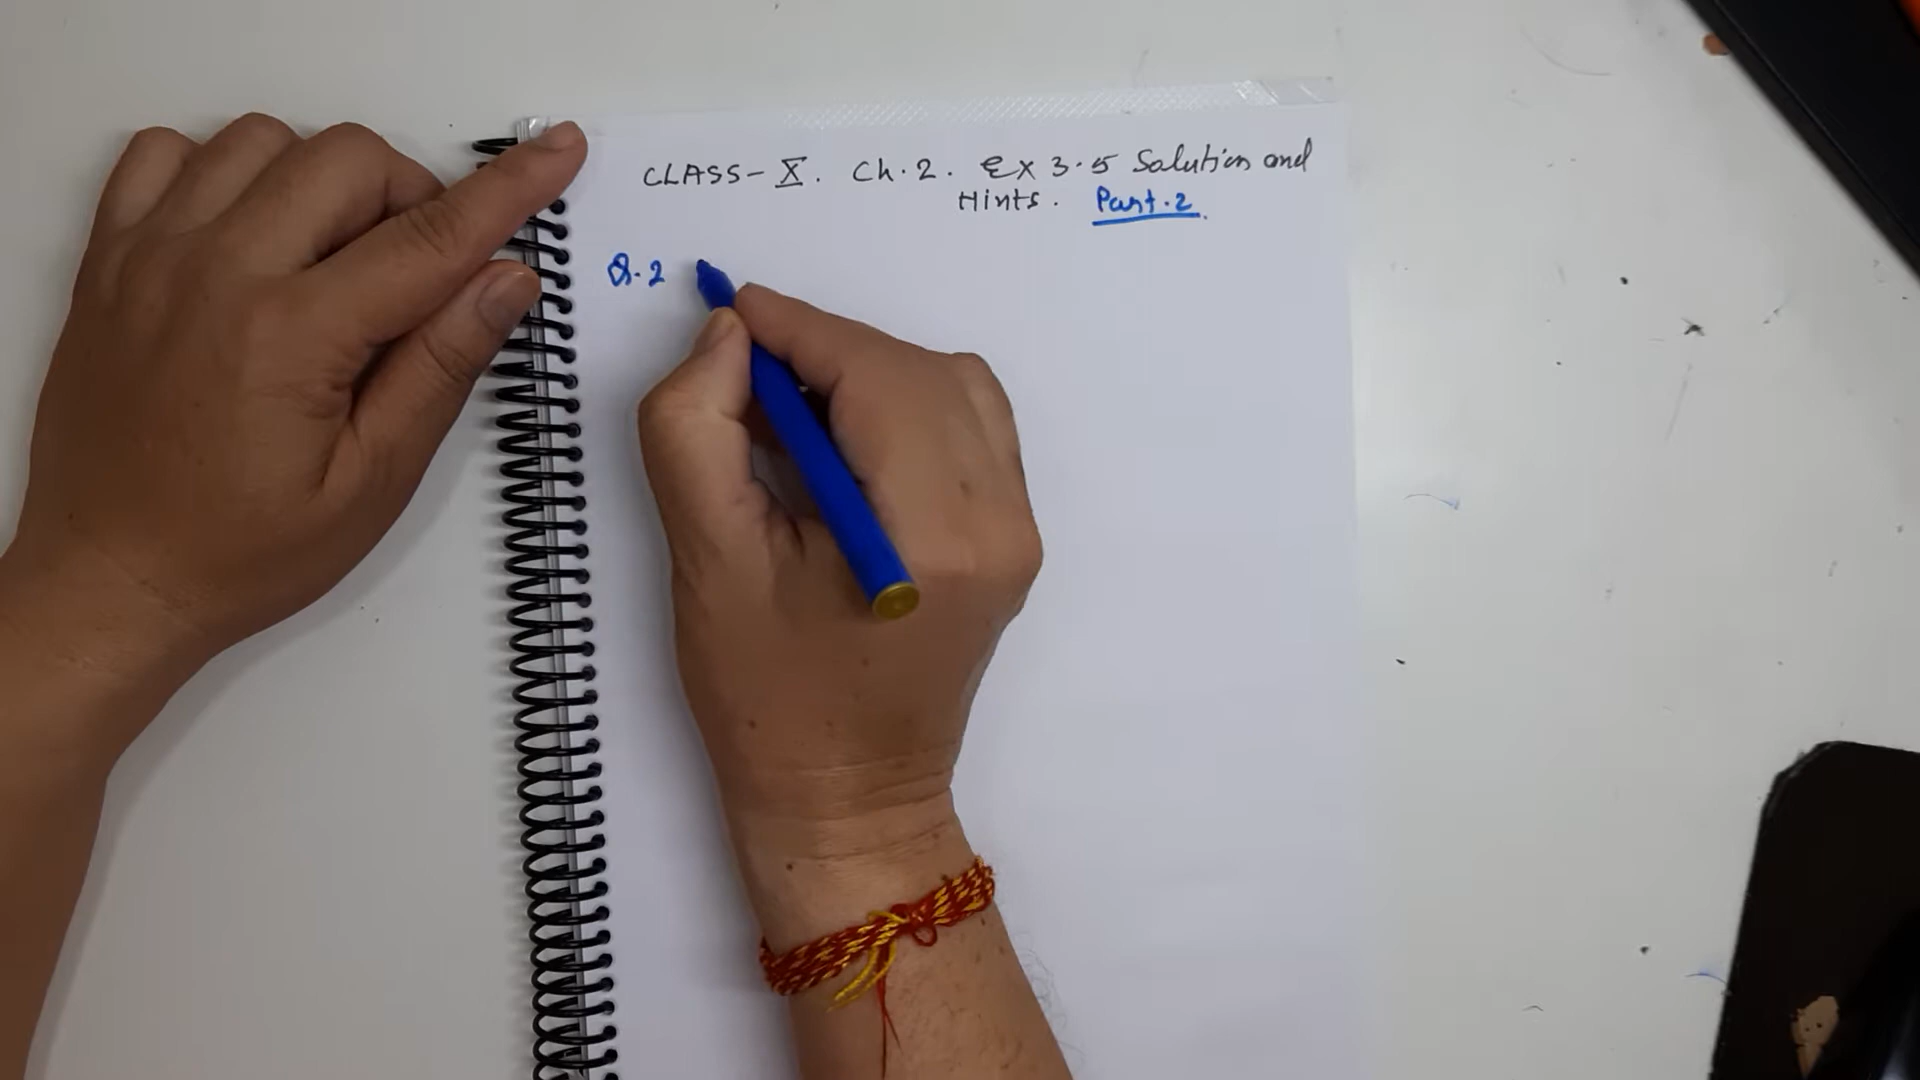 CLASS-X. Ch.2. Ex 3.5 Solution and
Hints. Part.2
Q.2